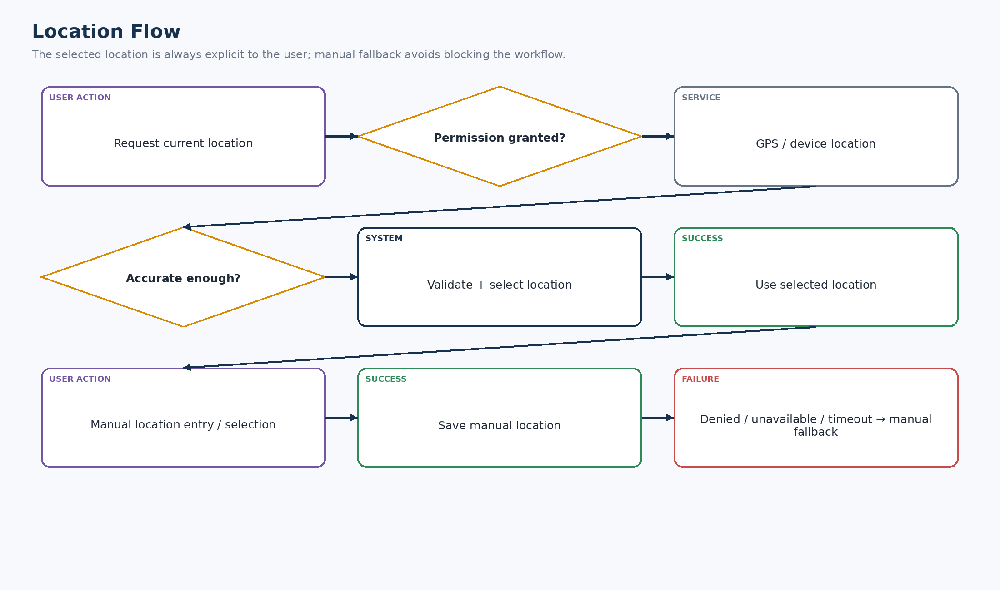 Location Flow
The selected location is always explicit to the user; manual fallback avoids blocking the workflow.
USER ACTION
Request current location
Permission granted?
SERVICE
GPS / device location
Accurate enough?
SYSTEM
Validate + select location
SUCCESS
Use selected location
USER ACTION
Manual location entry / selection
SUCCESS
Save manual location
FAILURE
Denied / unavailable / timeout → manual
fallback